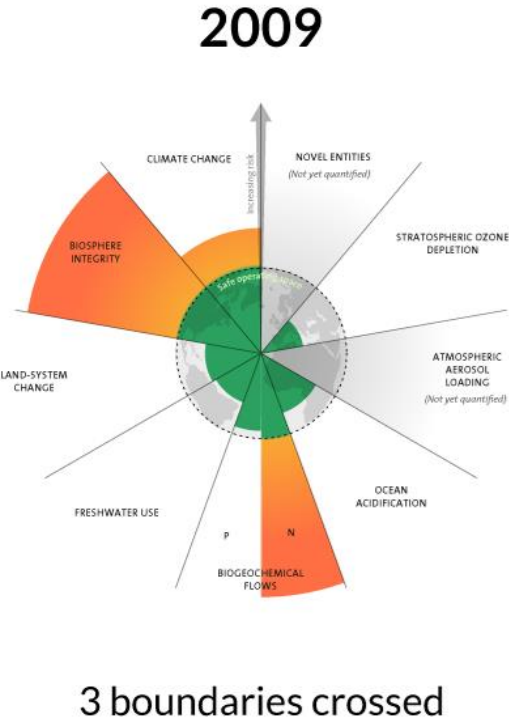 2009
CLIMATE CHANGE
Increasing risk
NOVEL ENTITIES
(Not yet quantified)
STRATOSPHERIC OZONE
DEPLETION
BIOSPHERE
INTEGRITY
Safe operating space
ATMOSPHERIC
AEROSOL
LOADING
(Not yet quantified)
LAND-SYSTEM
CHANGE
OCEAN
ACIDIFICATION
FRESHWATER USE
P
N
BIOGEOCHEMICAL
FLOWS
3 boundaries crossed